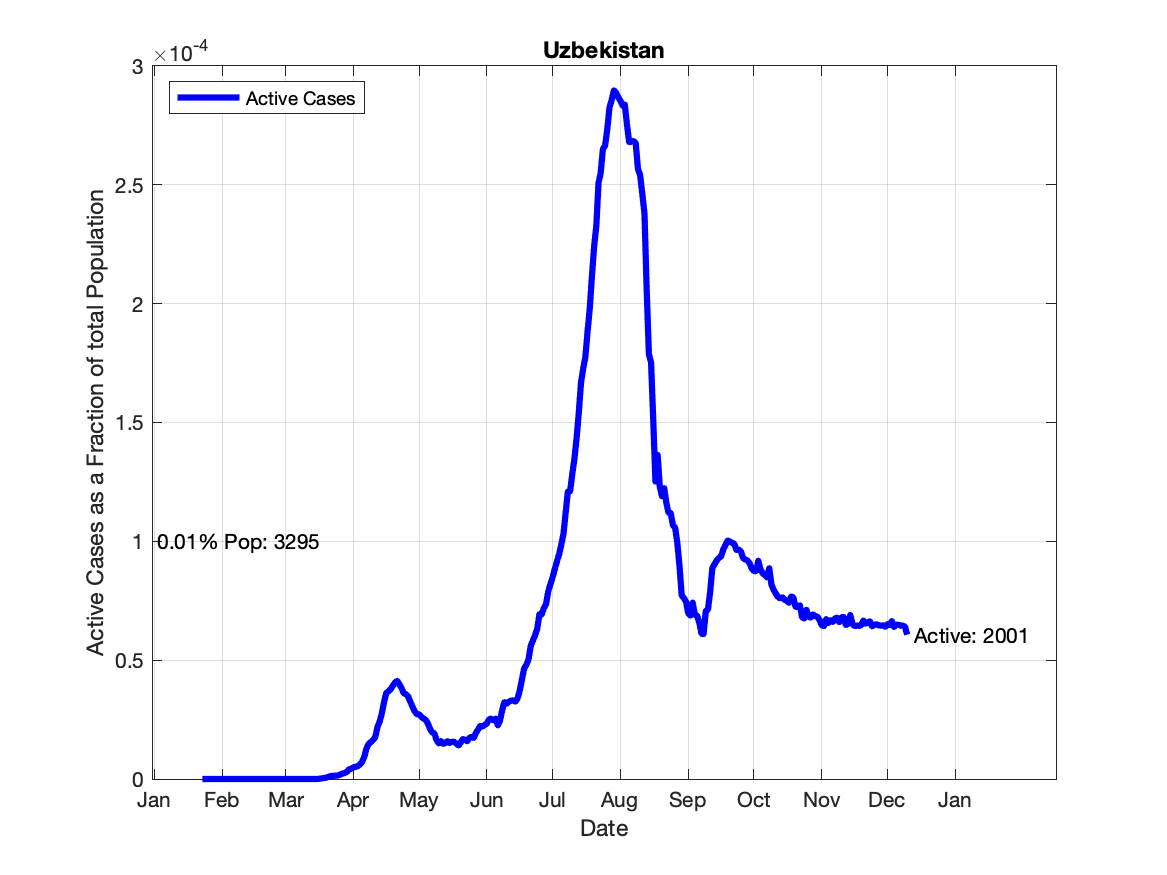 Uzbekistan
×10-4
Active Cases
3
2.5
2
1.5
1
0.5
0
0.01% Pop: 3295
Active: 2001
Active Cases as a Fraction of total Population
Jan Feb Mar Apr May Jun Jul Aug Sep Oct Nov Dec Jan
Date